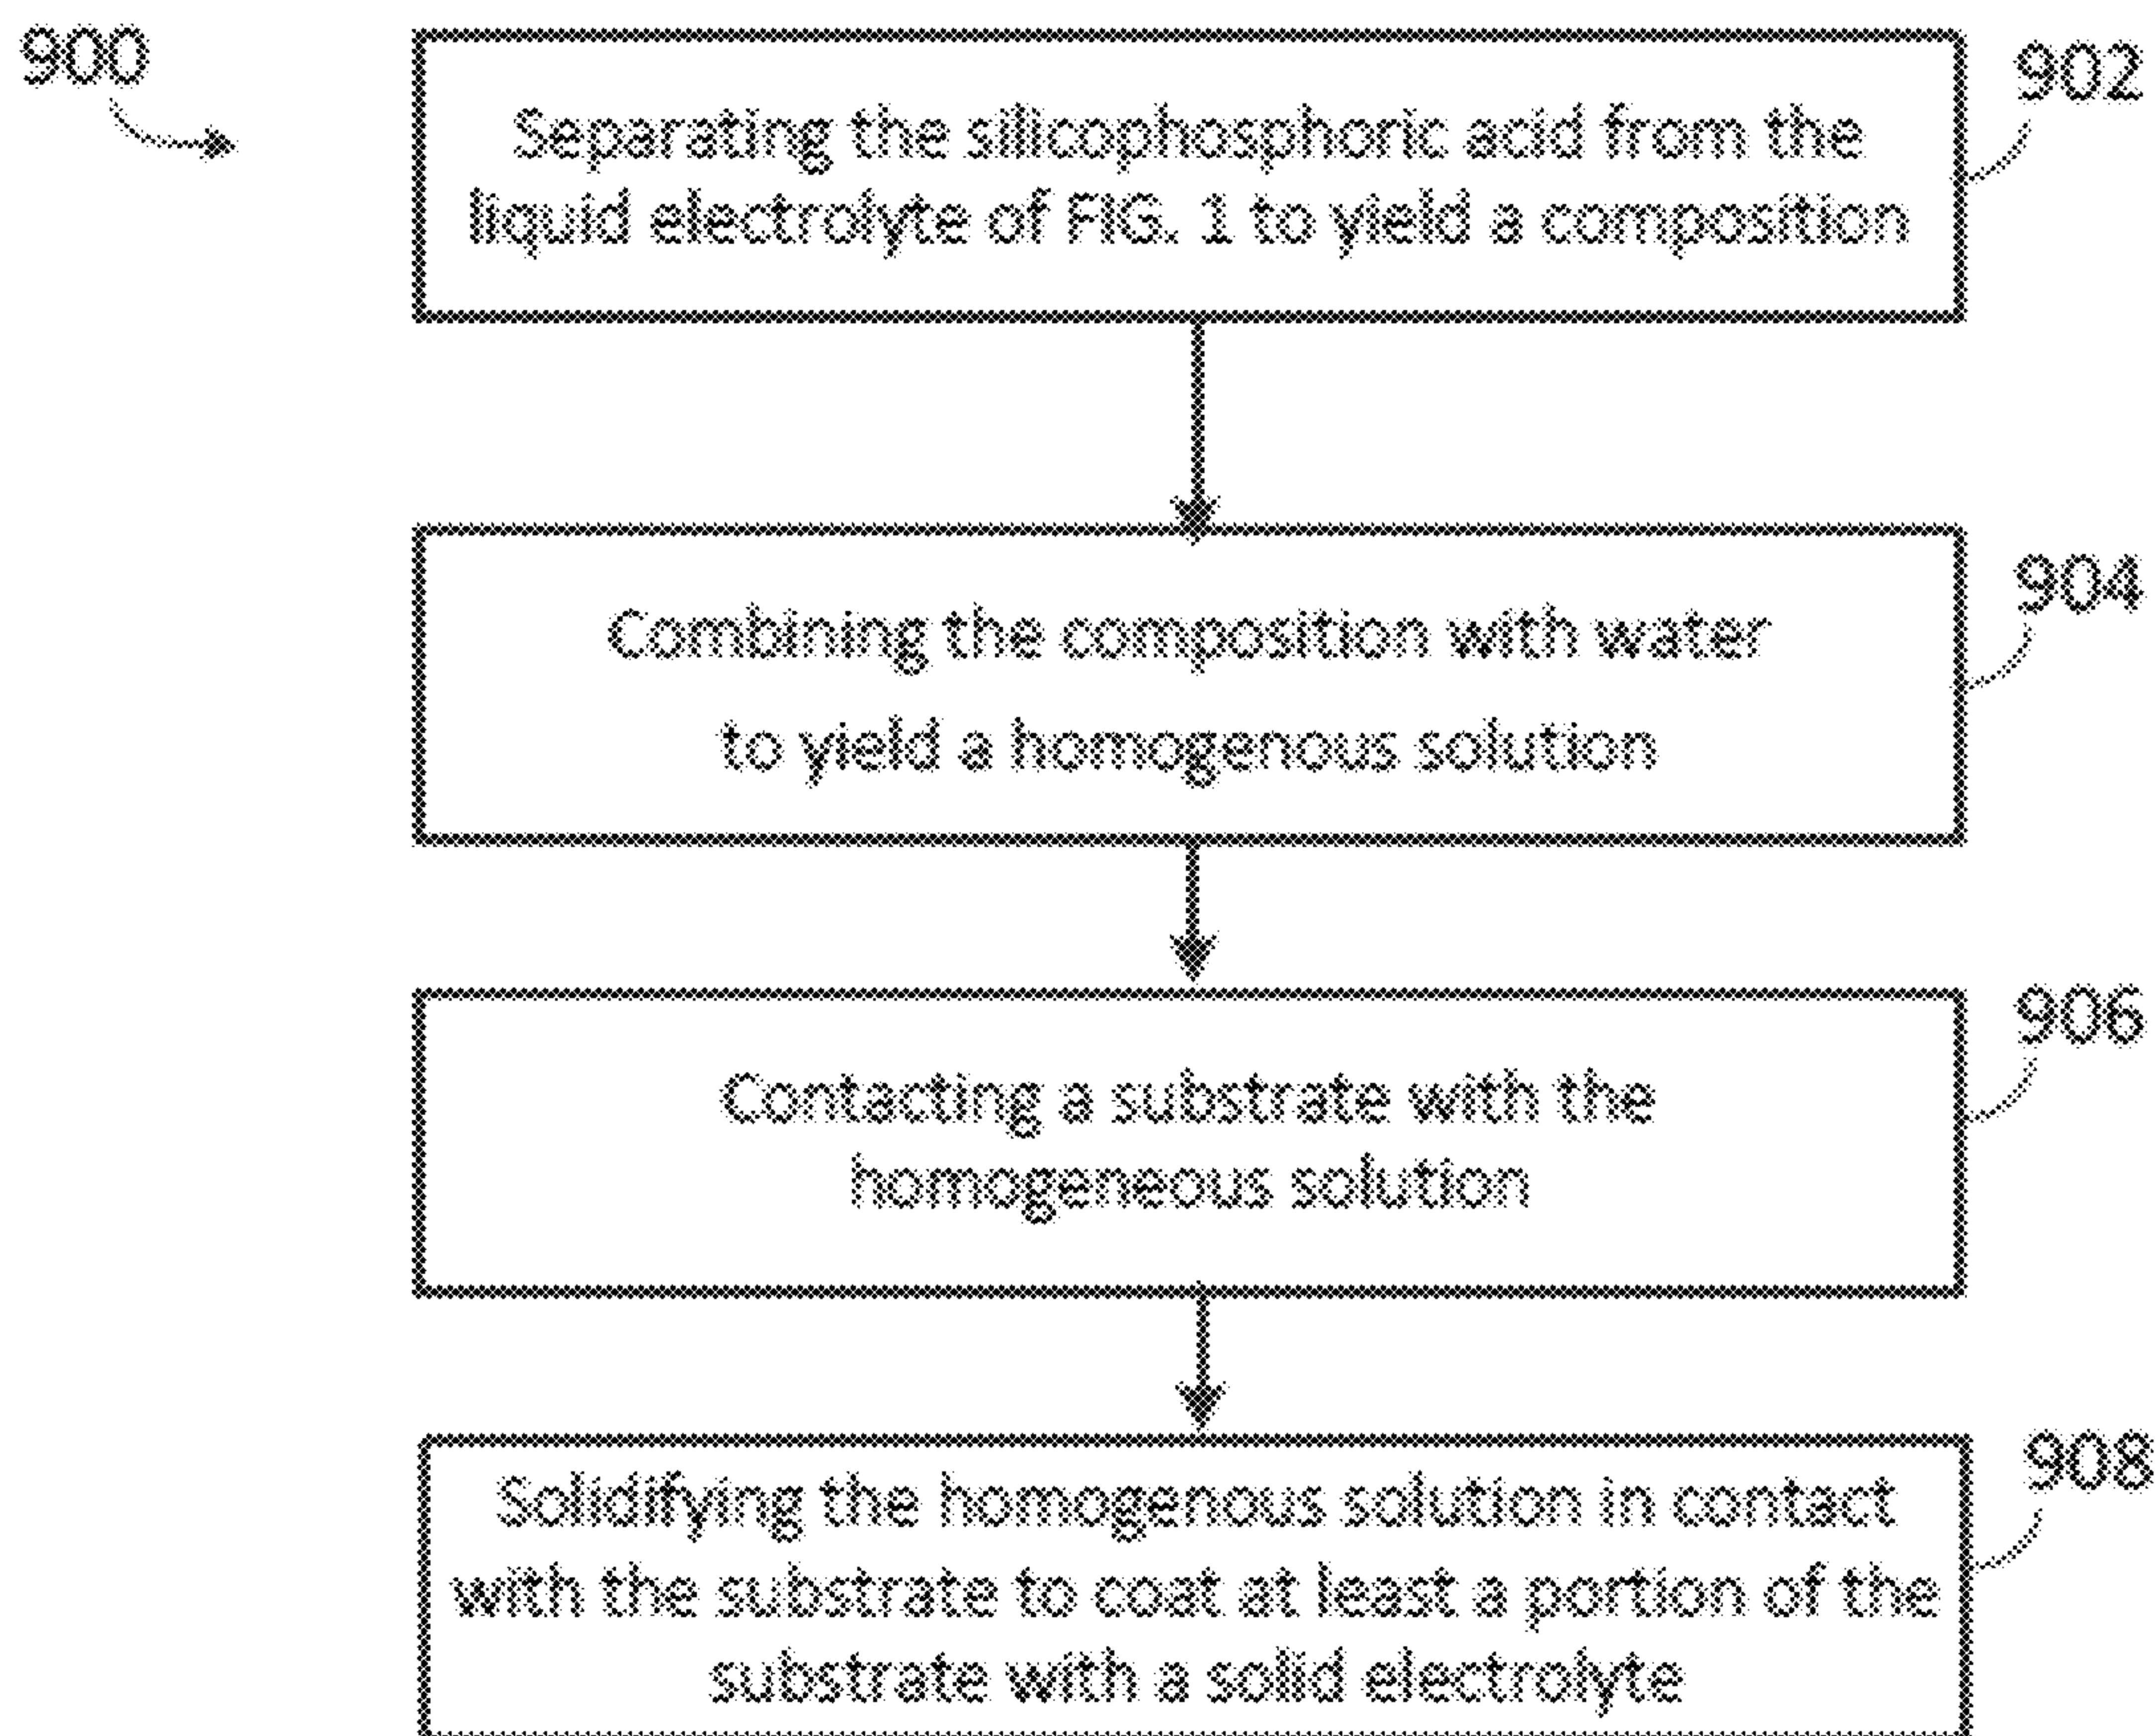 900
902
Separating the silicophosphoric acid from the
liquid electrolyte of FIG. 1 to yield a composition
904
Combining the composition with water
to yield a homogenous solution
906
Contacting a substrate with the
homogeneous solution
908
Solidifying the homogenous solution in contact
with the substrate to coat at least a portion of the
substrate with a solid electrolyte